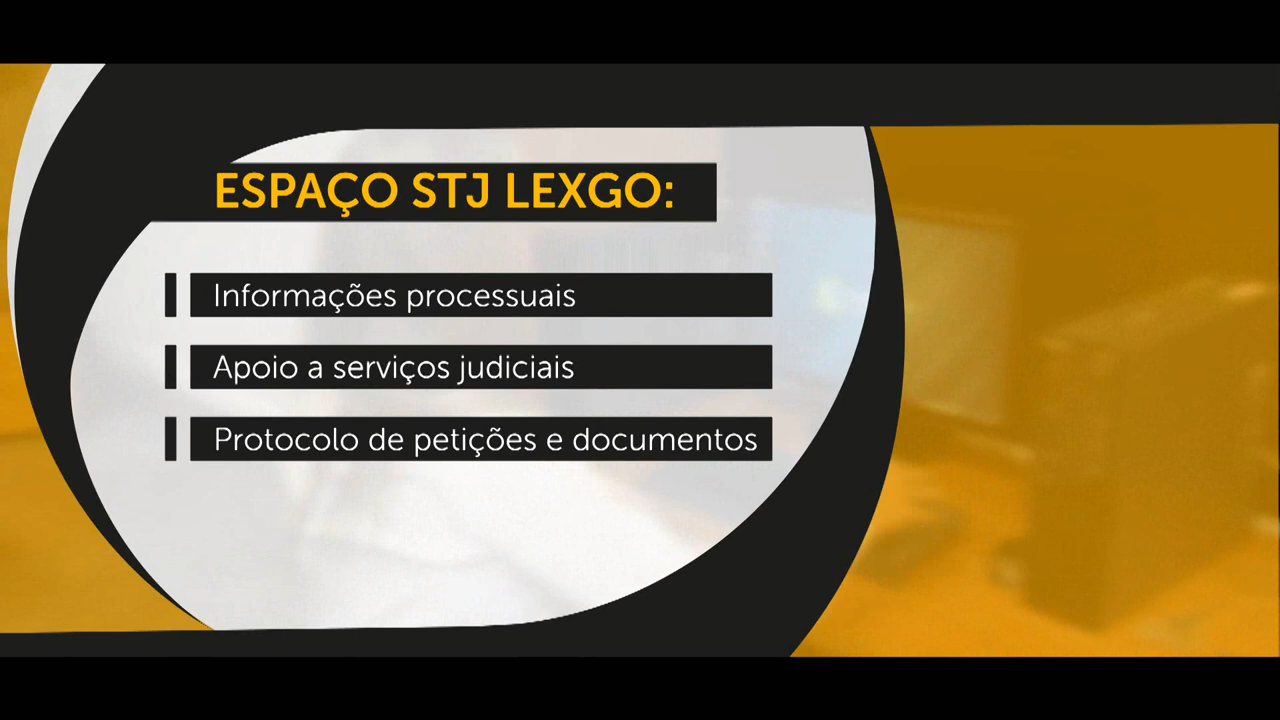 ESPAÇO STJ LEXGO:
Informações processuais
Apoio a serviços judiciais
Protocolo de petições e documentos